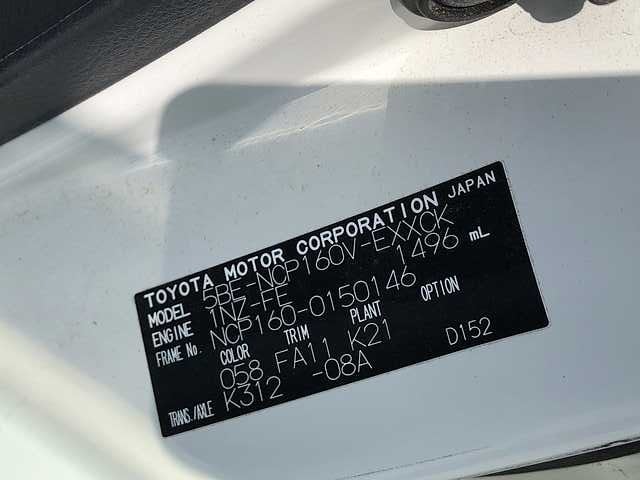 TOYOTA MOTOR CORPORATION JAPAN
MODEL 5BE-NCP160V-EXXCK
ENGINE 1NZ-FE 1496 mL
FRAME No. NCP160-0150146
COLOR TRIM PLANT OPTION
058 FA11 K21 D152
TRANS./AXLE K312 -08A